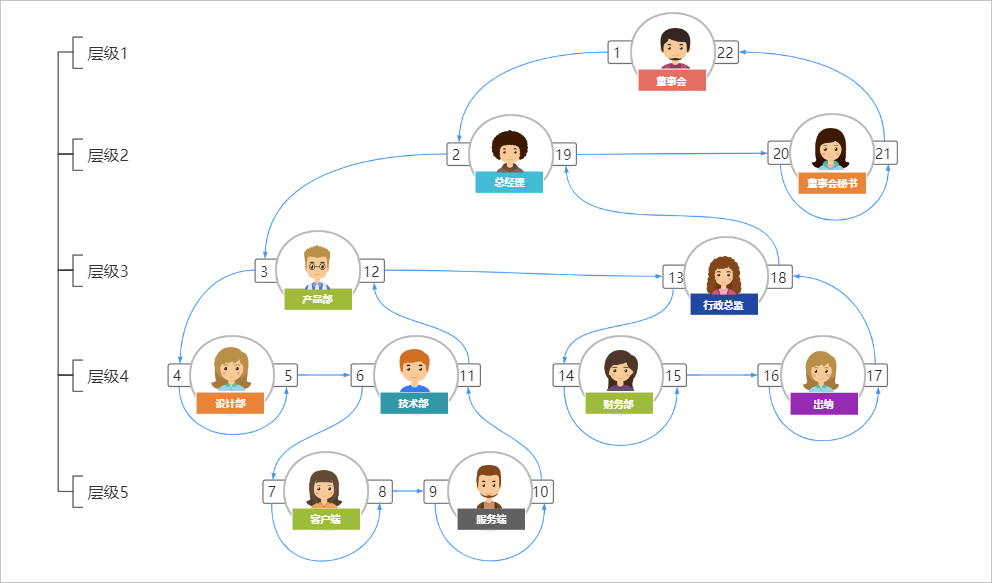 层级1
1
22
董事会
层级2
2
19
总经理
20
21
董事会秘书
层级3
3
12
产品部
13
18
行政总监
层级4
4
5
设计部
6
11
技术部
14
15
财务部
16
17
出纳
层级5
7
8
客户端
9
10
服务端